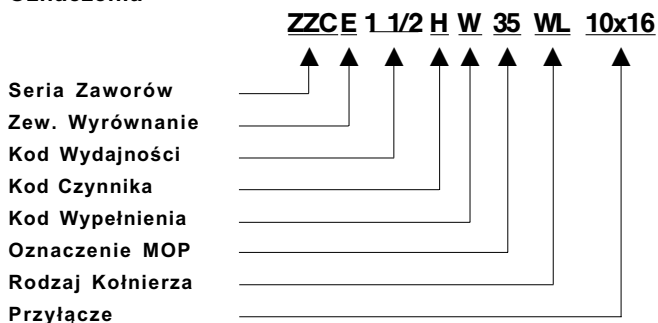 ZZCE 1 1/2 H W 35 WL 10x16
Seria Zaworów
Zew. Wyrównanie
Kod Wydajności
Kod Czynnika
Kod Wypełnienia
Oznaczenie MOP
Rodzaj Kołnierza
Przyłącze